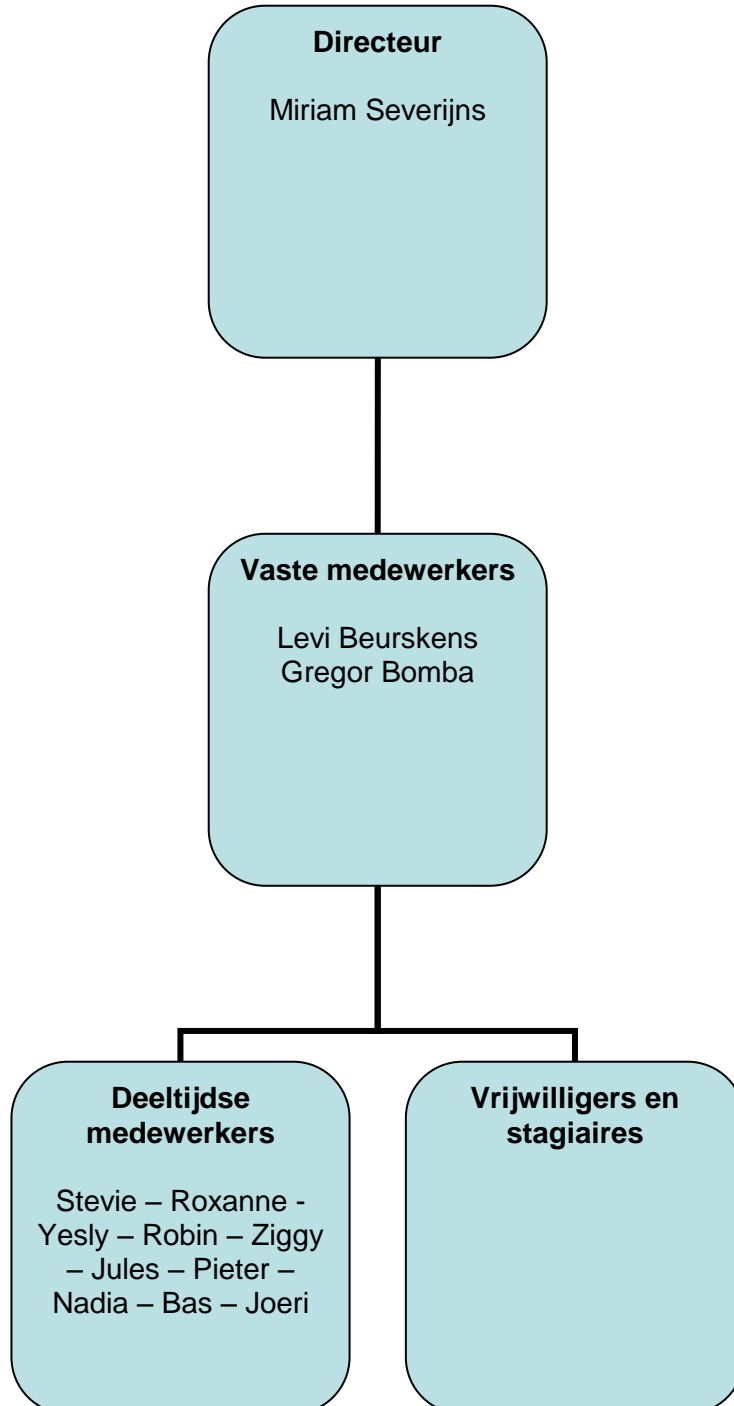 Directeur
Miriam Severijns
Vaste medewerkers
Levi Beurskens
Gregor Bomba
Deeltijdse
medewerkers
Stevie – Roxanne -
Yesly – Robin – Ziggy
– Jules – Pieter –
Nadia – Bas – Joeri
Vrijwilligers en
stagiaires